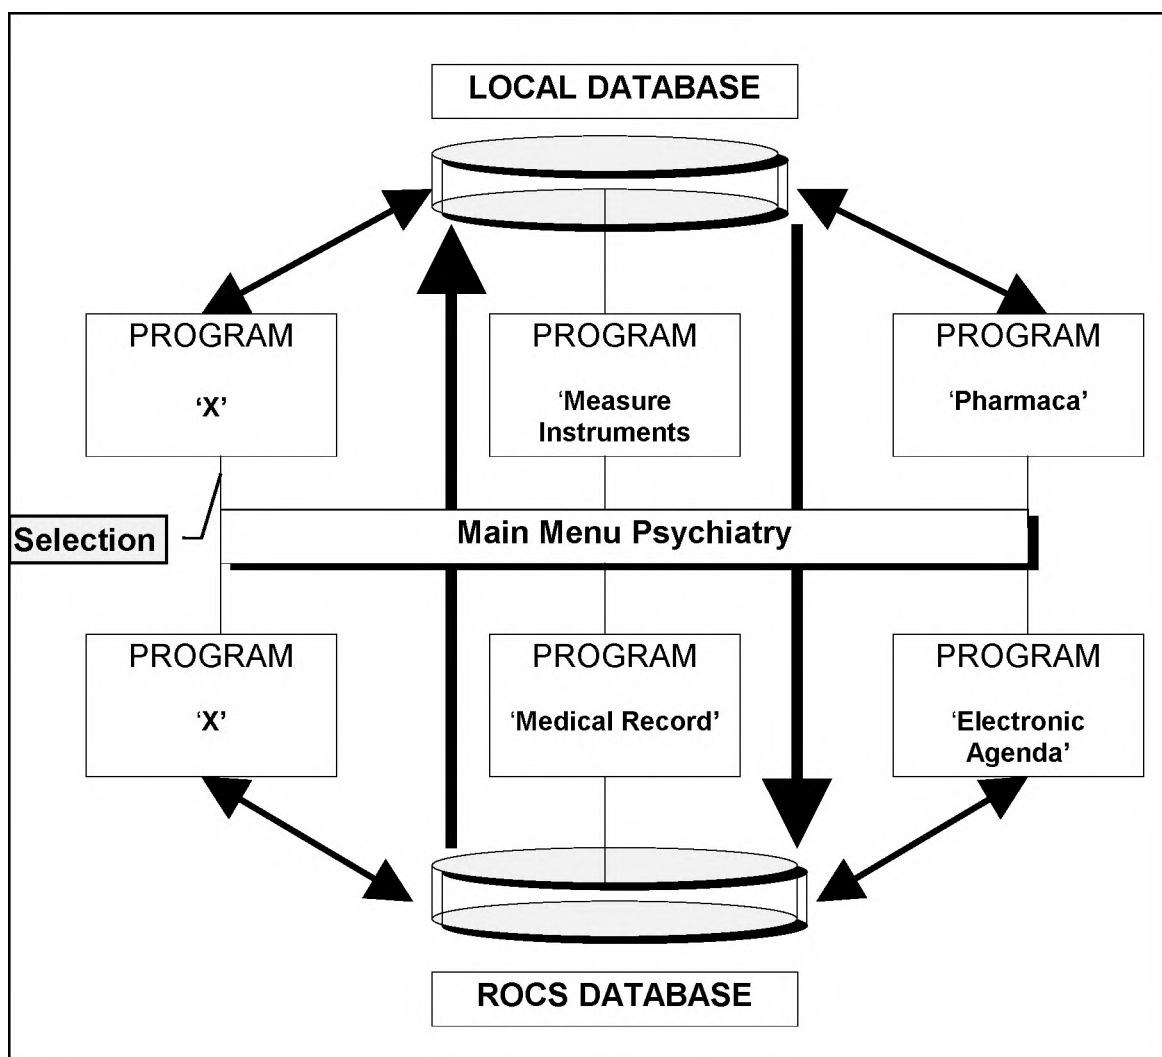 LOCAL DATABASE
PROGRAM
‘X’
PROGRAM
‘Measure
Instruments
PROGRAM
‘Pharmaca’
Selection
Main Menu Psychiatry
PROGRAM
‘X’
PROGRAM
‘Medical Record’
PROGRAM
‘Electronic
Agenda’
ROCS DATABASE